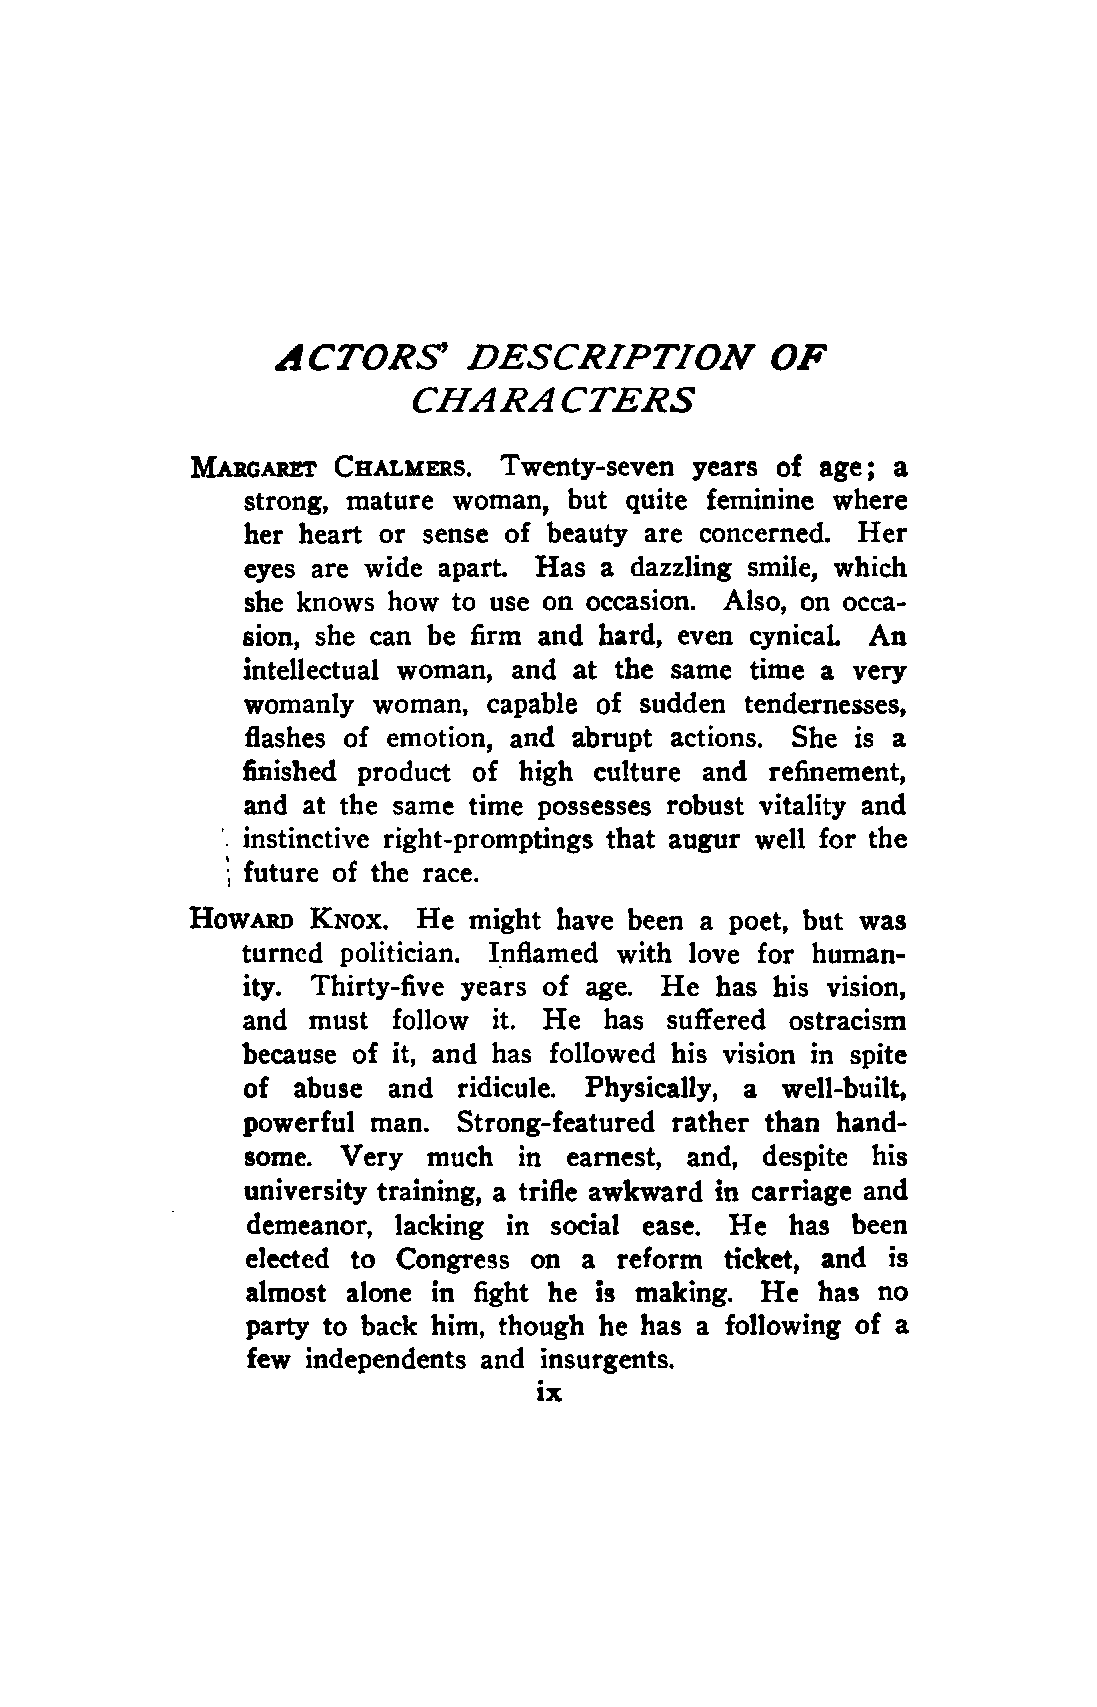 ACTORS' DESCRIPTION OF
CHARACTERS
MARGARET CHALMERS. Twenty-seven years of age; a
strong, mature woman, but quite feminine where
her heart or sense of beauty are concerned. Her
eyes are wide apart. Has a dazzling smile, which
she knows how to use on occasion. Also, on occa-
sion, she can be firm and hard, even cynical. An
intellectual woman, and at the same time a very
womanly woman, capable of sudden tendernesses,
flashes of emotion, and abrupt actions. She is a
finished product of high culture and refinement,
and at the same time possesses robust vitality and
instinctive right-promptings that augur well for the
future of the race.
HOWARD KNOX. He might have been a poet, but was
turned politician. Inflamed with love for human-
ity. Thirty-five years of age. He has his vision,
and must follow it. He has suffered ostracism
because of it, and has followed his vision in spite
of abuse and ridicule. Physically, a well-built,
powerful man. Strong-featured rather than hand-
some. Very much in earnest, and, despite his
university training, a trifle awkward in carriage and
demeanor, lacking in social ease. He has been
elected to Congress on a reform ticket, and is
almost alone in fight he is making. He has no
party to back him, though he has a following of a
few independents and insurgents.
ix